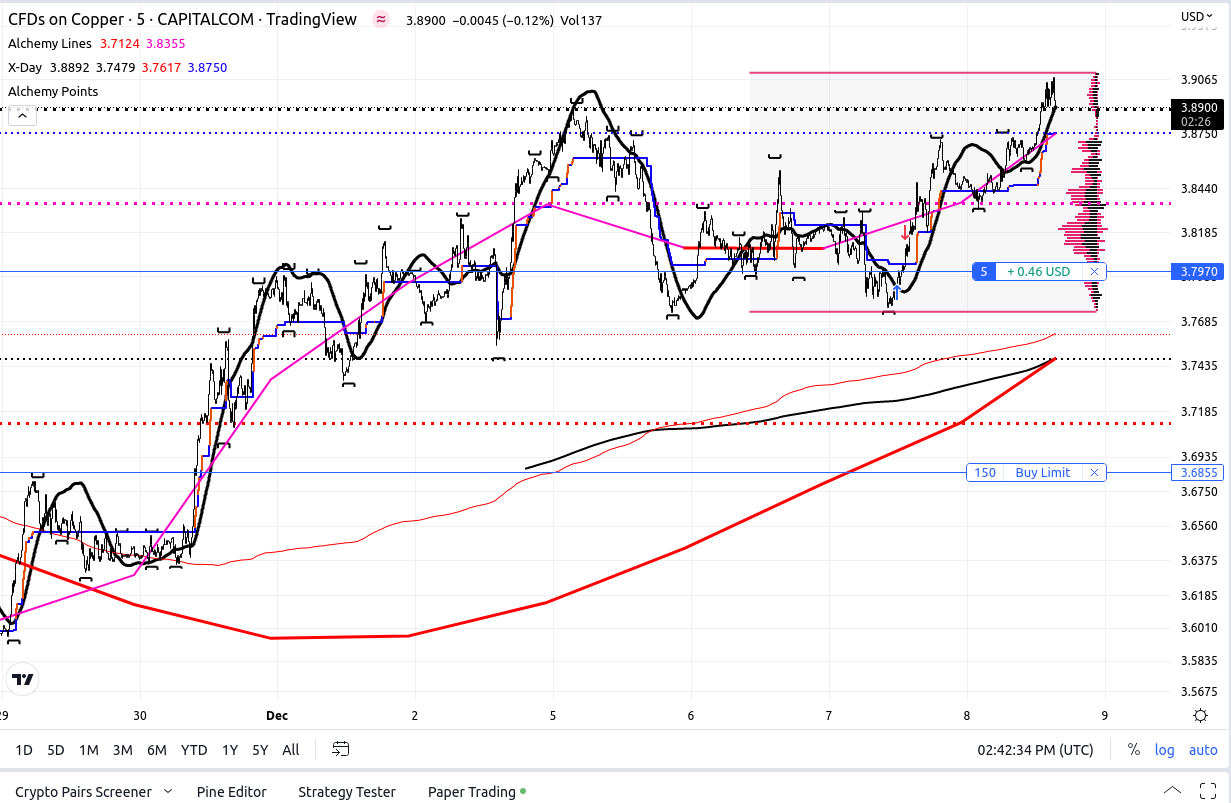 CFDs on Copper · 5 · CAPITALCOM · TradingView ≈ 3.8900 −0.0045 (−0.12%) Vol137
USD
Alchemy Lines 3.7124 3.8355
X-Day 3.8892 3.7479 3.7617 3.8750
Alchemy Points
3.9065
3.8900
02:26
3.8750
3.8440
3.8185
5 + 0.46 USD × 3.7970
3.7685
3.7435
3.7185
3.6935
150 Buy Limit × 3.6855
3.6750
3.6560
3.6375
3.6185
3.6010
3.5835
3.5675
29 30 Dec 2 5 6 7 8 9
1D 5D 1M 3M 6M YTD 1Y 5Y All 02:42:34 PM (UTC) % log auto
Crypto Pairs Screener Pine Editor Strategy Tester Paper Trading